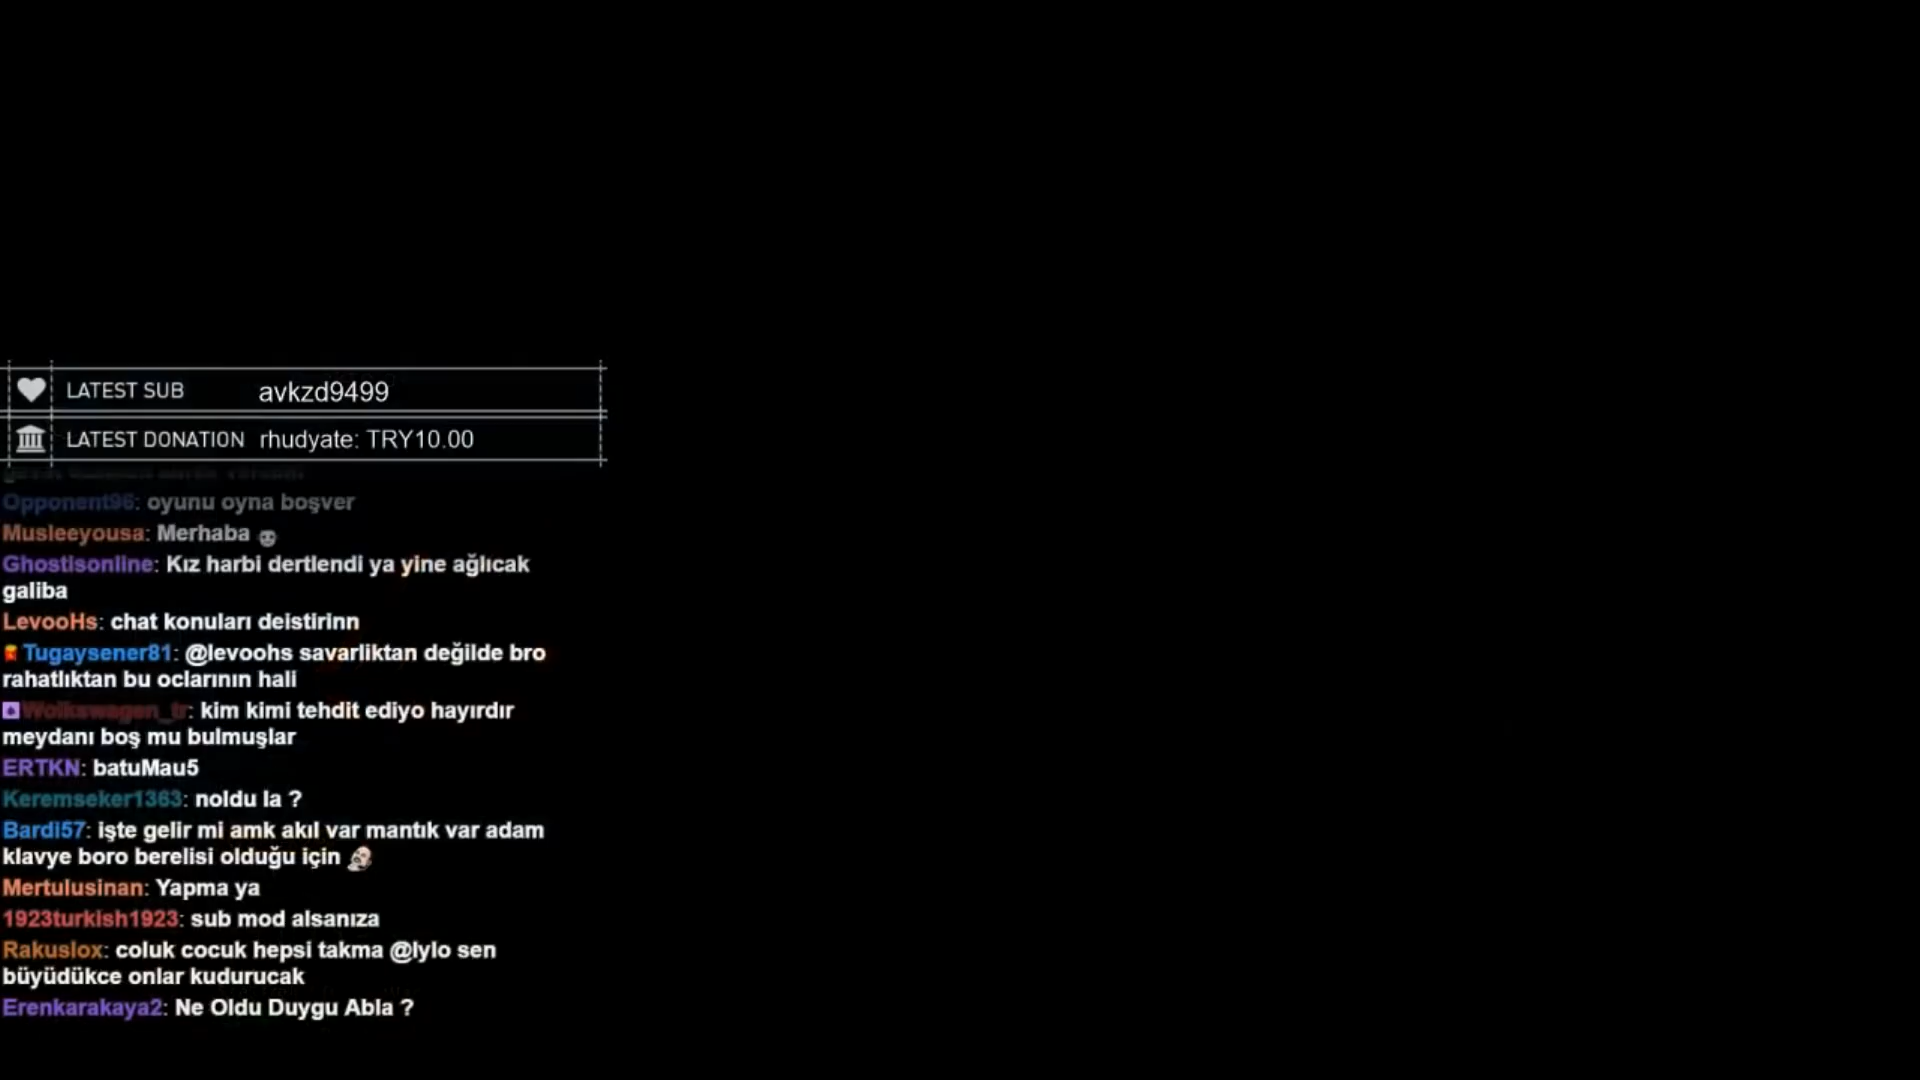 LATEST SUB avkzd9499
LATEST DONATION rhudyate: TRY10.00
Opponent96: oyunu oyna boşver
Musleeyousa: Merhaba
Ghostisonline: Kız harbi dertlendi ya yine ağlıcak
galiba
LevooHs: chat konuları deistirinn
Tugaysener81: @levoohs savarliktan değilde bro
rahatlıktan bu oclarının hali
Wolkswagen_tr: kim kimi tehdit ediyo hayırdır
meydanı boş mu bulmuşlar
ERTKN: batuMau5
Keremseker1363: noldu la ?
Bardi57: işte gelir mi amk akıl var mantık var adam
klavye boro berelisi olduğu için
Mertulusinan: Yapma ya
1923turkish1923: sub mod alsanıza
Rakuslox: coluk cocuk hepsi takma @lylo sen
büyüdükce onlar kudurucak
Erenkarakaya2: Ne Oldu Duygu Abla ?